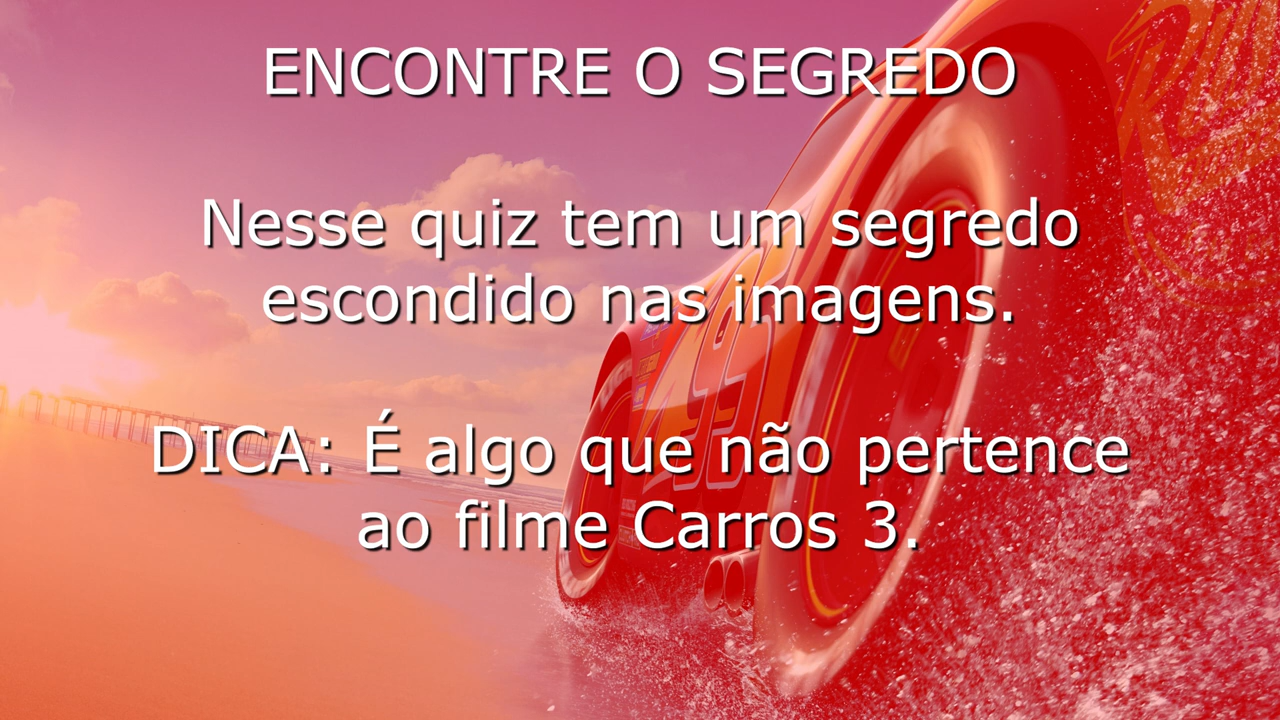 ENCONTRE O SEGREDO
Nesse quiz tem um segredo
escondido nas imagens.
DICA: É algo que não pertence
ao filme Carros 3.
95